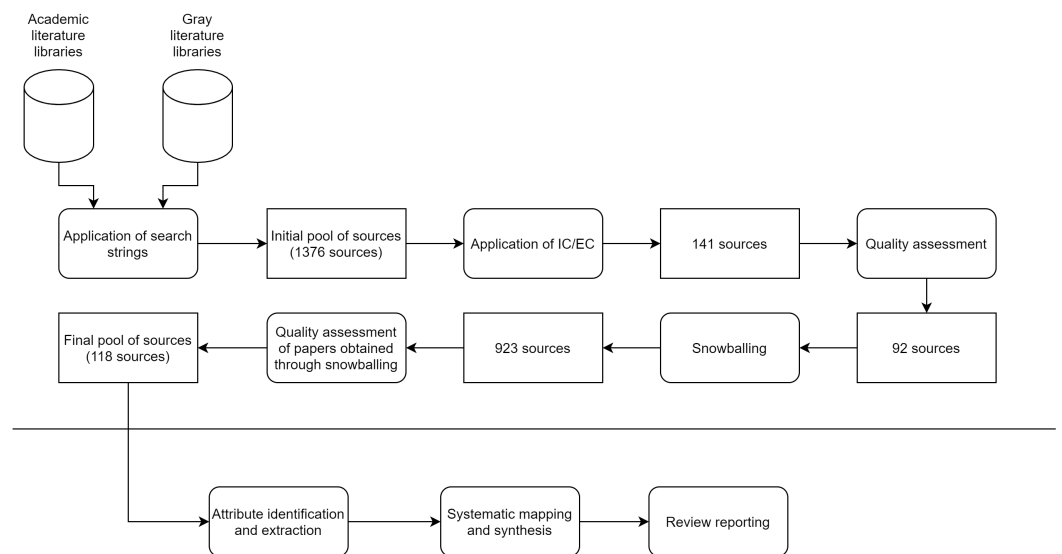 Academic
literature
libraries
Gray
literature
libraries
Application of search
strings
Initial pool of sources
(1376 sources)
Application of IC/EC
141 sources
Quality assessment
Final pool of sources
(118 sources)
Quality assessment
of papers obtained
through snowballing
923 sources
Snowballing
92 sources
Attribute identification
and extraction
Systematic mapping
and synthesis
Review reporting